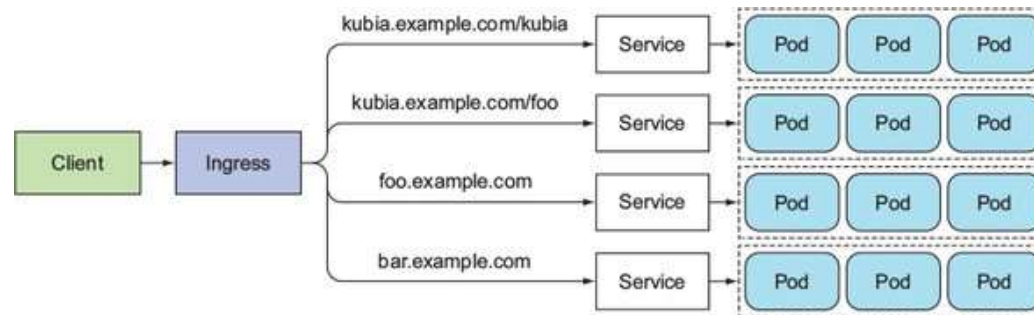 kubia.example.com/kubia
Service
Pod Pod Pod
kubia.example.com/foo
Service
Pod Pod Pod
Client
Ingress
foo.example.com
Service
Pod Pod Pod
bar.example.com
Service
Pod Pod Pod